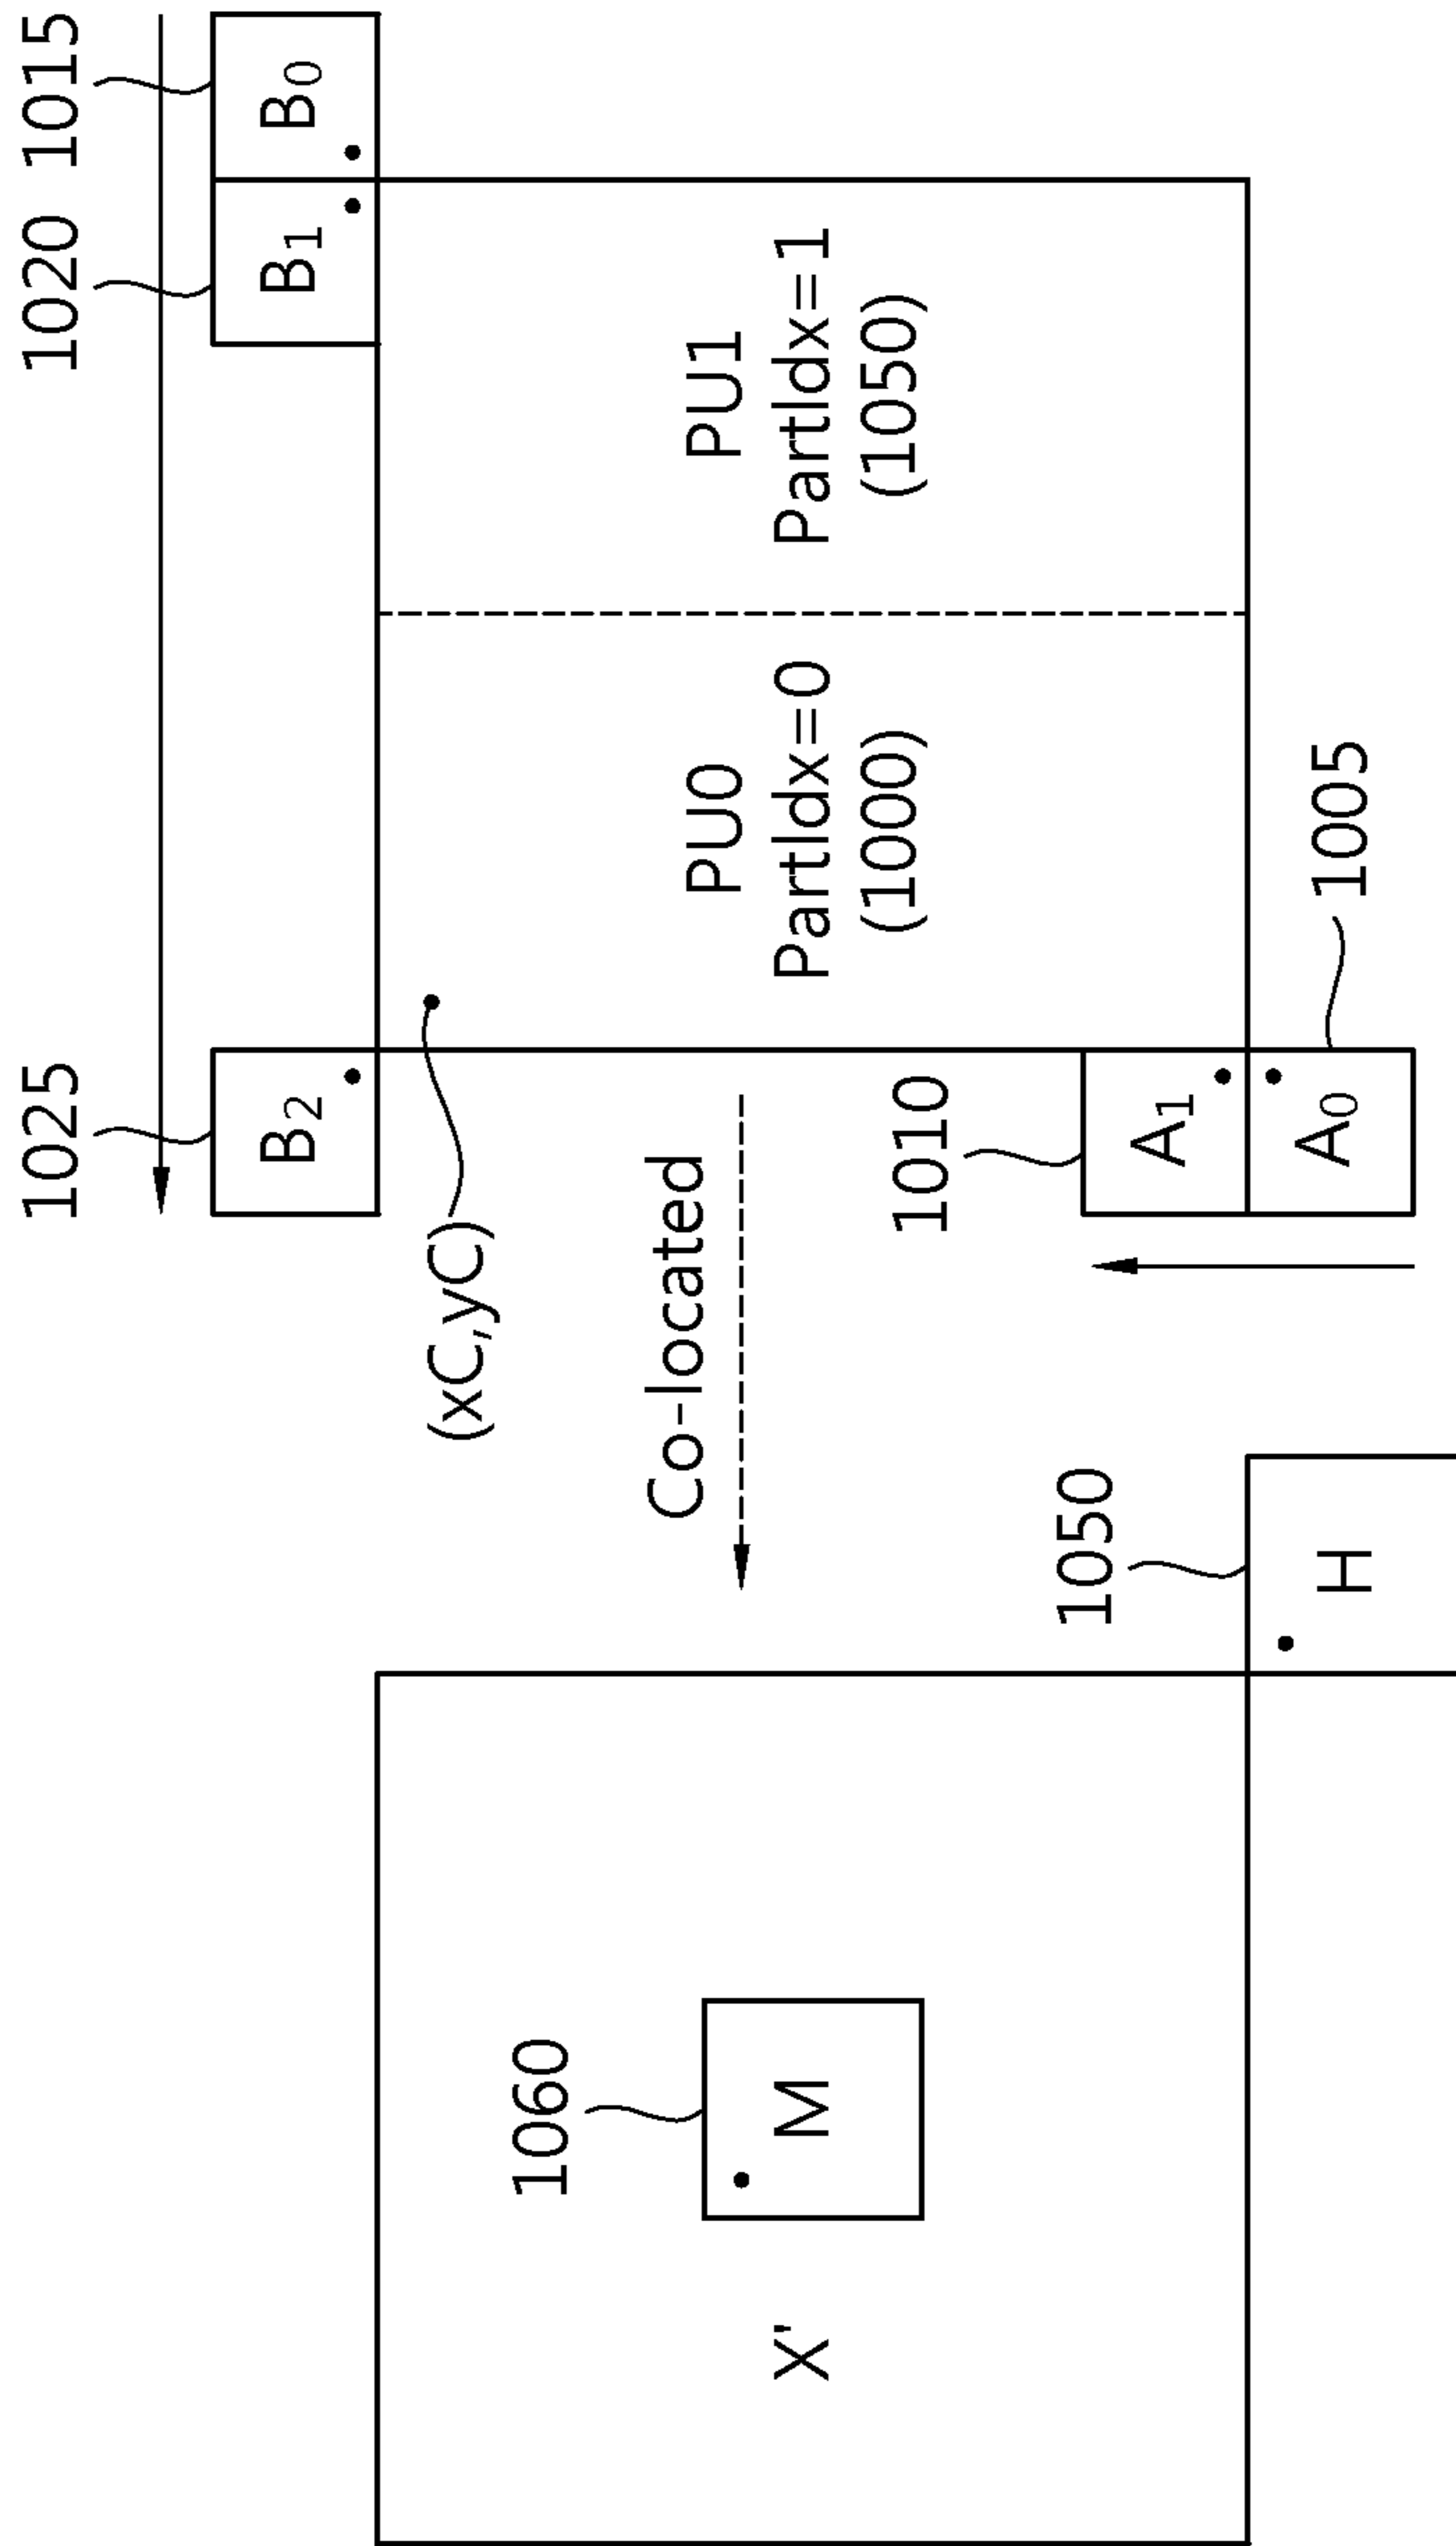 1025
1020
1015
B₂
B₁
B₀
(xC,yC)
1060
Co-located
X'
M
PU0
PartIdx=0
(1000)
PU1
PartIdx=1
(1050)
1010
1050
A₁
H
A₀
1005